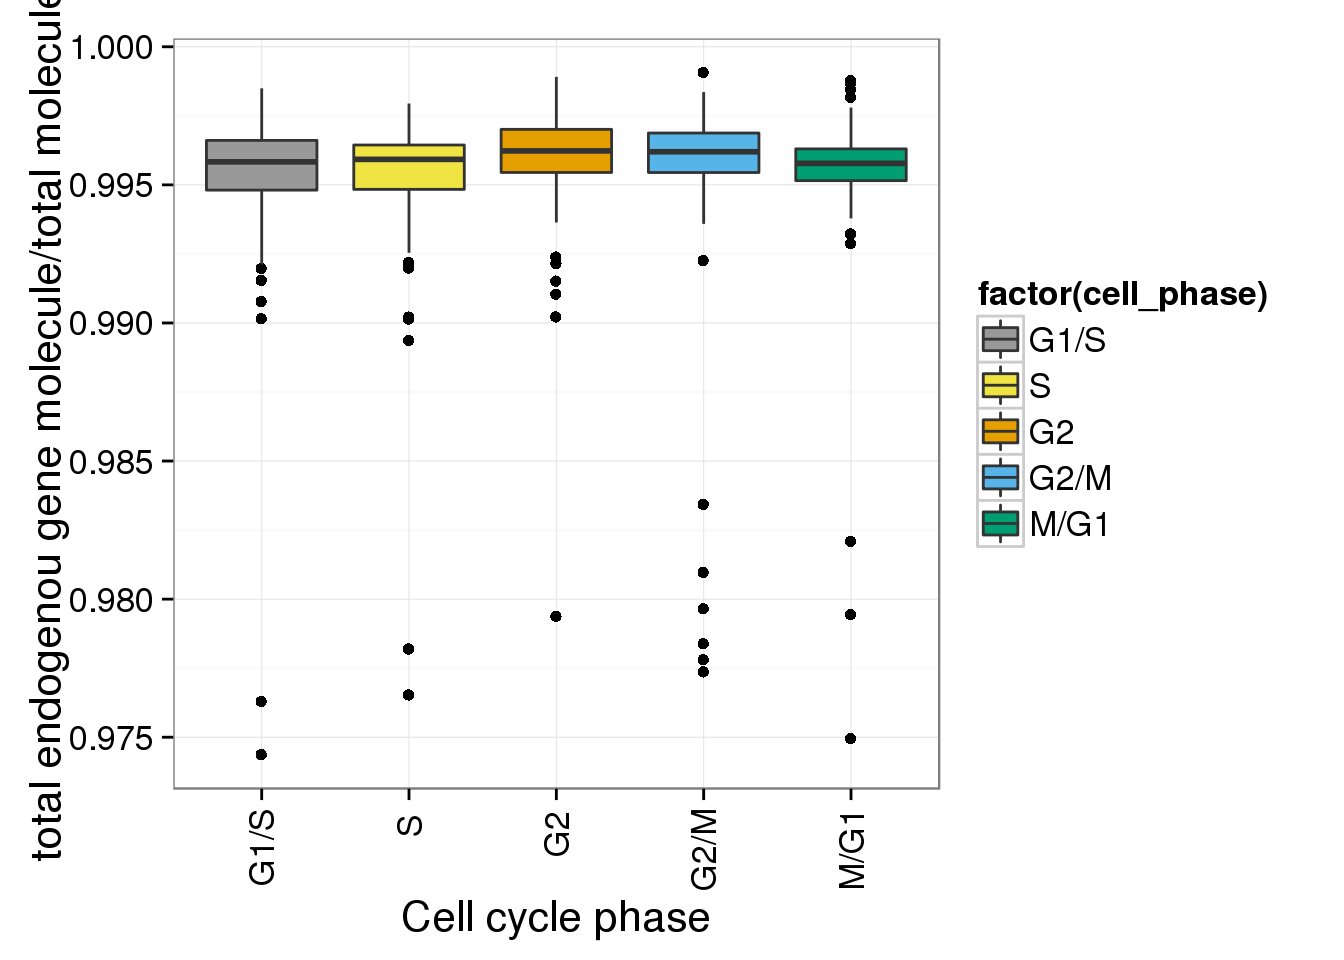 total endogenou gene molecule/total molecule
1.000
0.995
0.990
0.985
0.980
0.975
G1/S
S
G2
G2/M
M/G1
Cell cycle phase
factor(cell_phase)
G1/S
S
G2
G2/M
M/G1